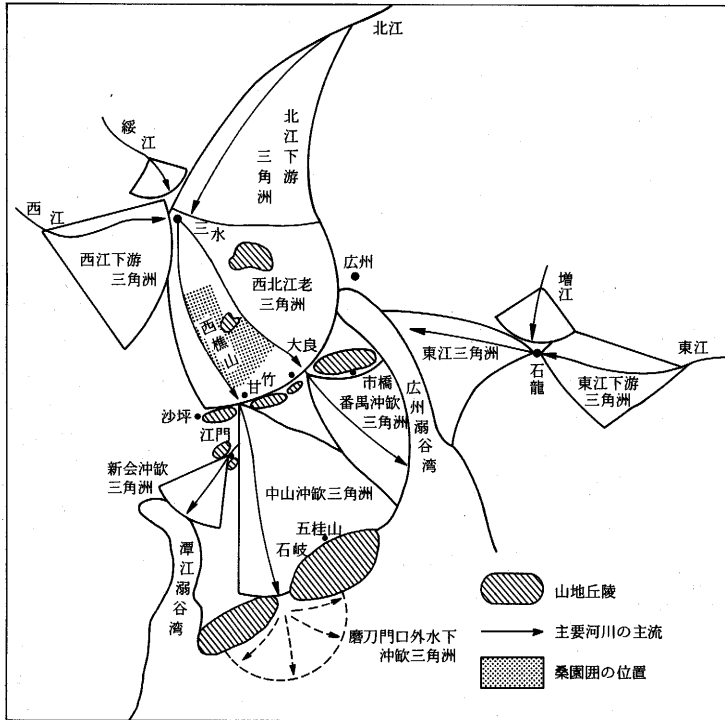 北江
北江下游
三角洲
綏江
西江
西江下游
三角洲
三水
西北江老
三角洲
広州
増江
東江
石龍
東江三角洲
東江下游
三角洲
西樵山
大良
甘竹
市橋
番禺沖歓
三角洲
広州溺谷湾
沙坪
江門
新会沖歓
三角洲
中山沖歓三角洲
五桂山
石岐
潭江溺谷湾
磨刀門口外水下
沖歓三角洲
山地丘陵
主要河川の主流
桑園囲の位置